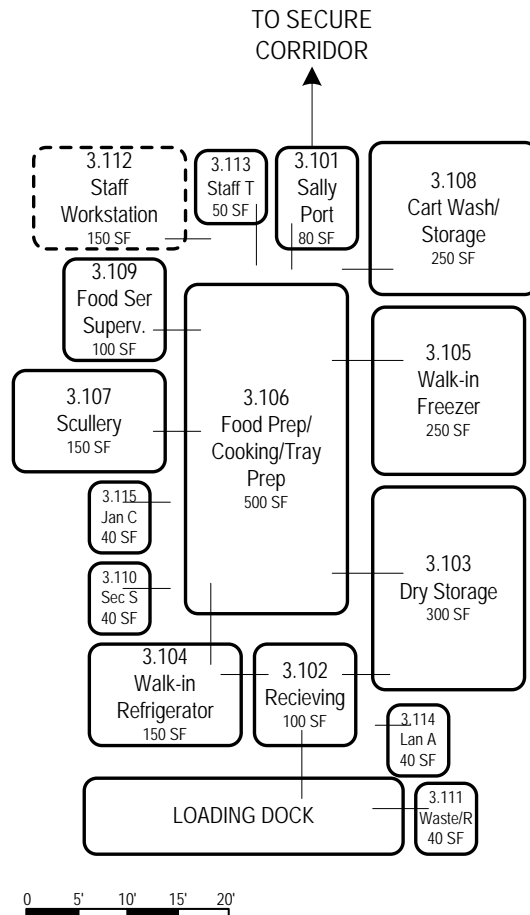 TO SECURE
CORRIDOR
3.112
Staff
Workstation
150 SF
3.113
Staff T
50 SF
3.101
Sally
Port
80 SF
3.108
Cart Wash/
Storage
250 SF
3.109
Food Ser
Superv.
100 SF
3.106
Food Prep/
Cooking/Tray
Prep
500 SF
3.105
Walk-in
Freezer
250 SF
3.107
Scullery
150 SF
3.115
Jan C
40 SF
3.103
Dry Storage
300 SF
3.110
Sec S
40 SF
3.104
Walk-in
Refrigerator
150 SF
3.102
Recieving
100 SF
3.114
Lan A
40 SF
LOADING DOCK
3.111
Waste/R
40 SF
0 5' 10' 15' 20'